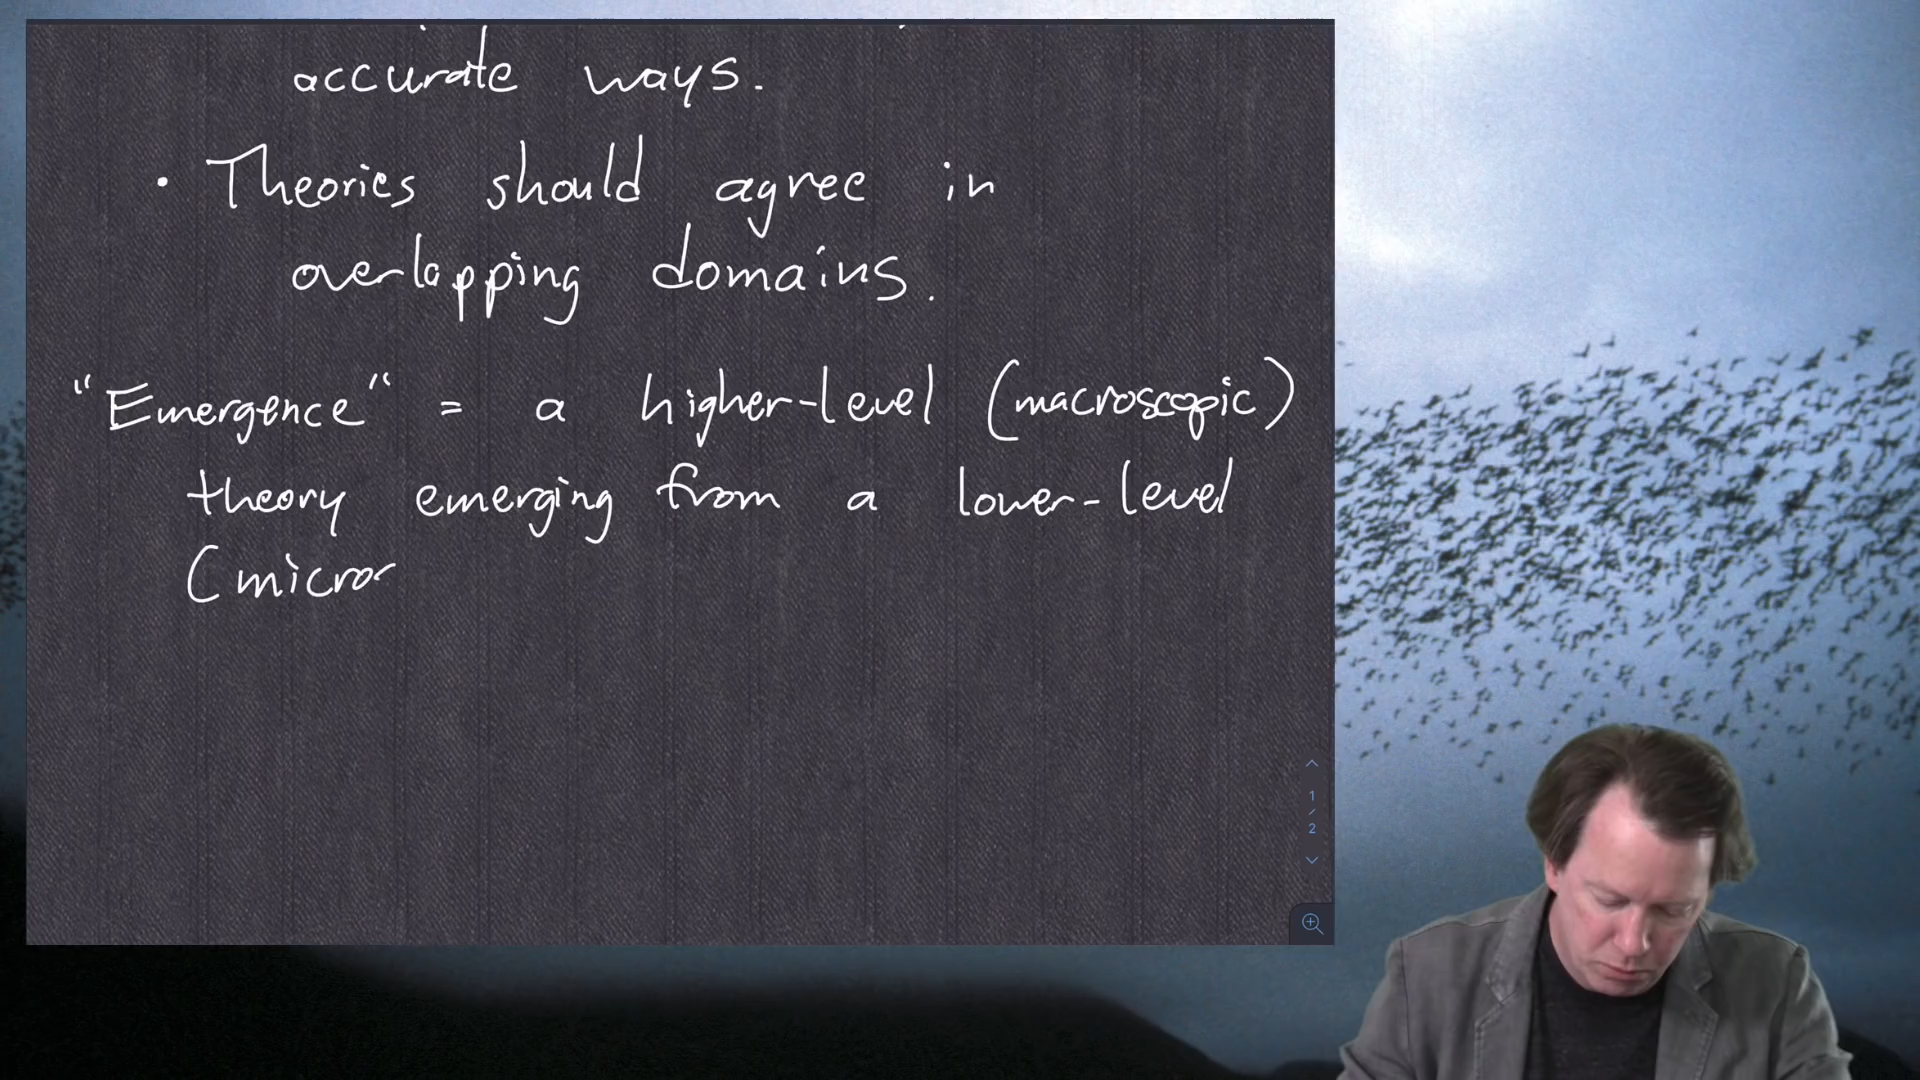 accurate ways.
• Theories should agree in
overlapping domains.
"Emergence" = a higher-level (macroscopic)
theory emerging from a lower-level
(micro
1
/
2